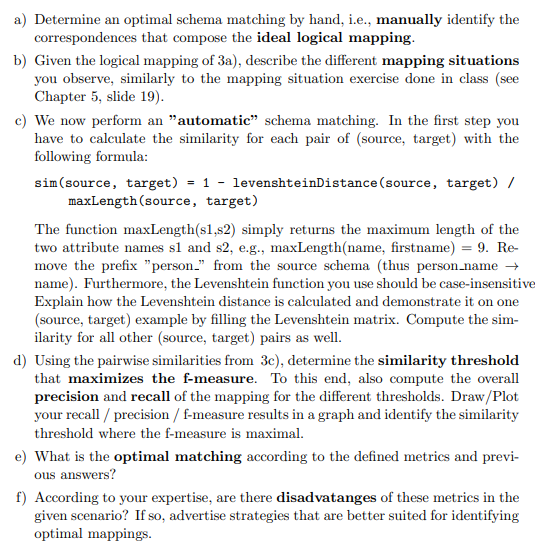 a) Determine an optimal schema matching by hand, i.e., manually identify the
correspondences that compose the ideal logical mapping.
b) Given the logical mapping of 3a), describe the different mapping situations
you observe, similarly to the mapping situation exercise done in class (see
Chapter 5, slide 19).
c) We now perform an ”automatic” schema matching. In the first step you
have to calculate the similarity for each pair of (source, target) with the
following formula:
sim(source, target) = 1 - levenshteinDistance(source, target) /
maxLength(source, target)
The function maxLength(s1,s2) simply returns the maximum length of the
two attribute names s1 and s2, e.g., maxLength(name, firstname) = 9. Re-
move the prefix ”person_” from the source schema (thus person_name →
name). Furthermore, the Levenshtein function you use should be case-insensitive
Explain how the Levenshtein distance is calculated and demonstrate it on one
(source, target) example by filling the Levenshtein matrix. Compute the sim-
ilarity for all other (source, target) pairs as well.
d) Using the pairwise similarities from 3c), determine the similarity threshold
that maximizes the f-measure. To this end, also compute the overall
precision and recall of the mapping for the different thresholds. Draw/Plot
your recall / precision / f-measure results in a graph and identify the similarity
threshold where the f-measure is maximal.
e) What is the optimal matching according to the defined metrics and previ-
ous answers?
f) According to your expertise, are there disadvatanges of these metrics in the
given scenario? If so, advertise strategies that are better suited for identifying
optimal mappings.